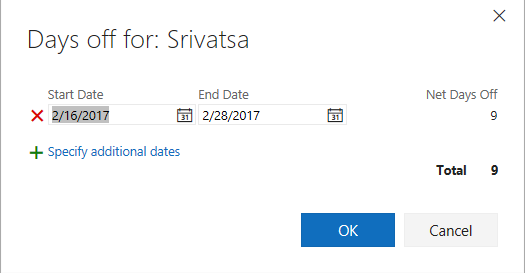 Days off for: Srivatsa
Start Date End Date Net Days Off
2/16/2017 2/28/2017 9
Specify additional dates
Total 9
OK Cancel